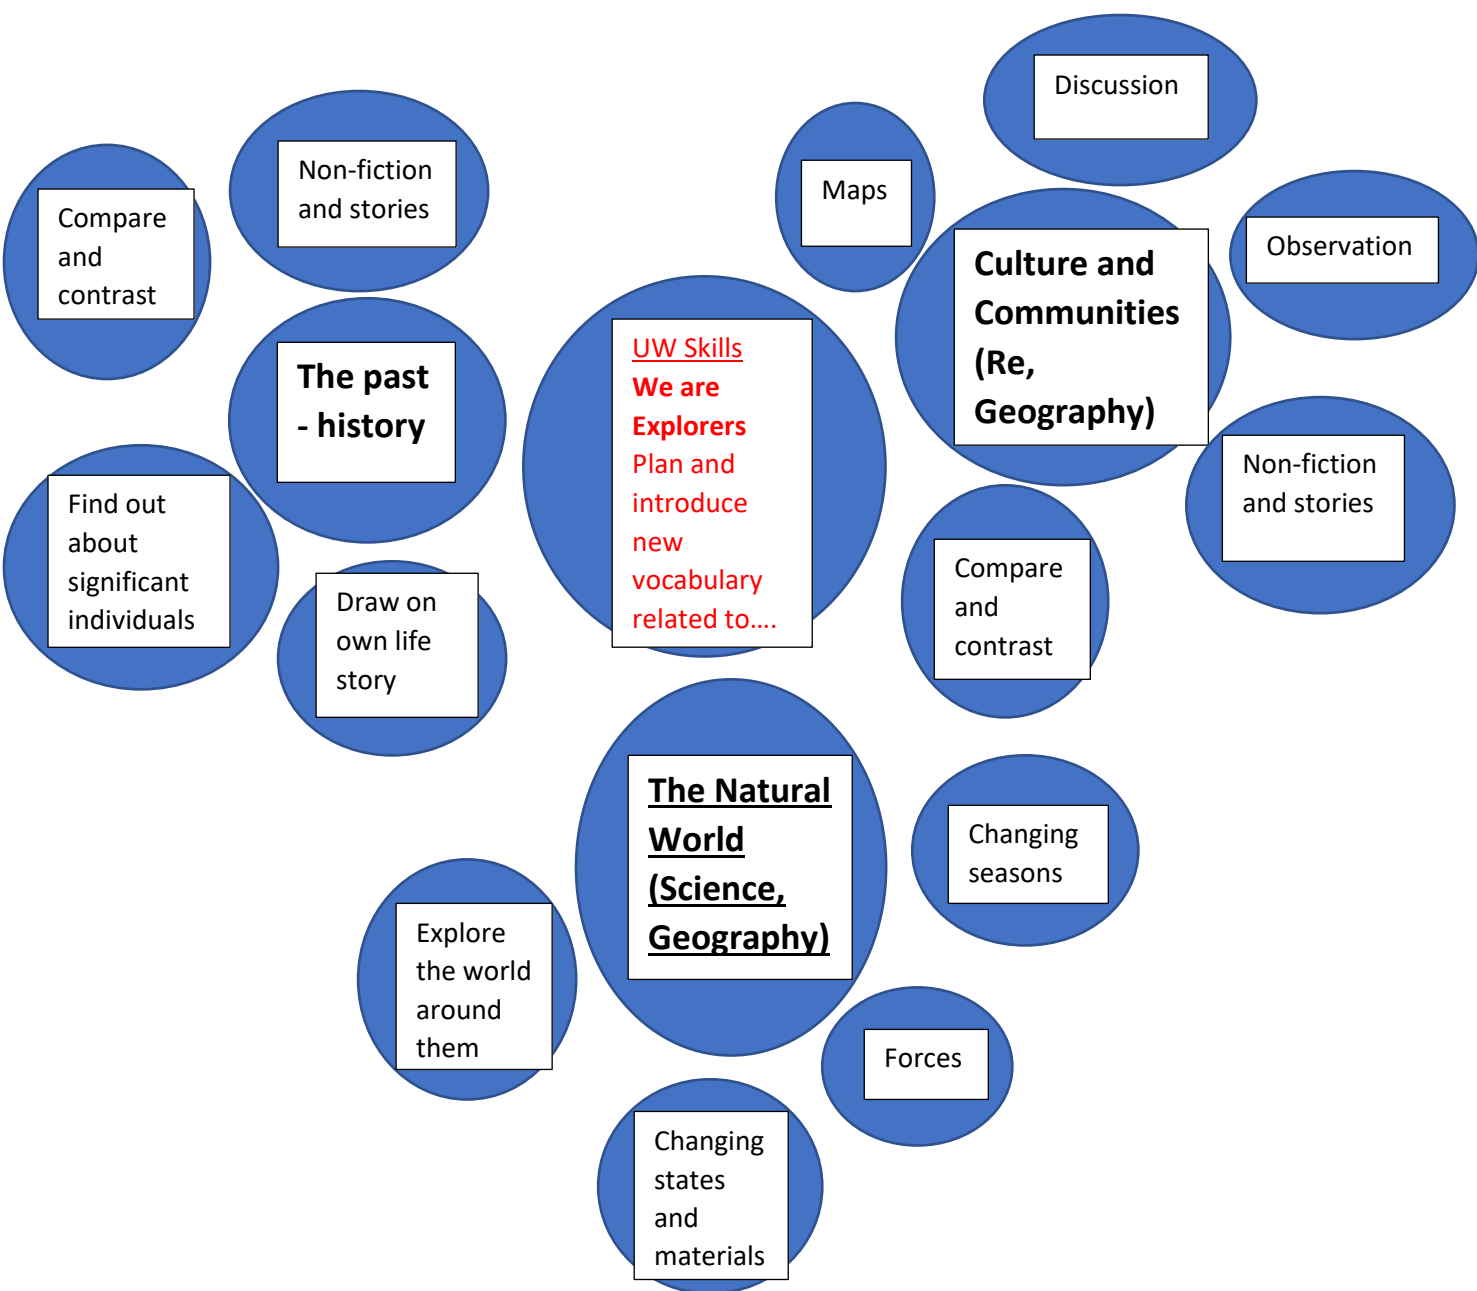 Discussion
Non-fiction
and stories
Maps
Compare
and
contrast
Observation
Culture and
Communities
(Re,
Geography)
UW Skills
We are
Explorers
Plan and
introduce
new
vocabulary
related to....
The past
- history
Non-fiction
and stories
Find out
about
significant
individuals
Draw on
own life
story
Compare
and
contrast
The Natural
World
(Science,
Geography)
Changing
seasons
Explore
the world
around
them
Forces
Changing
states
and
materials